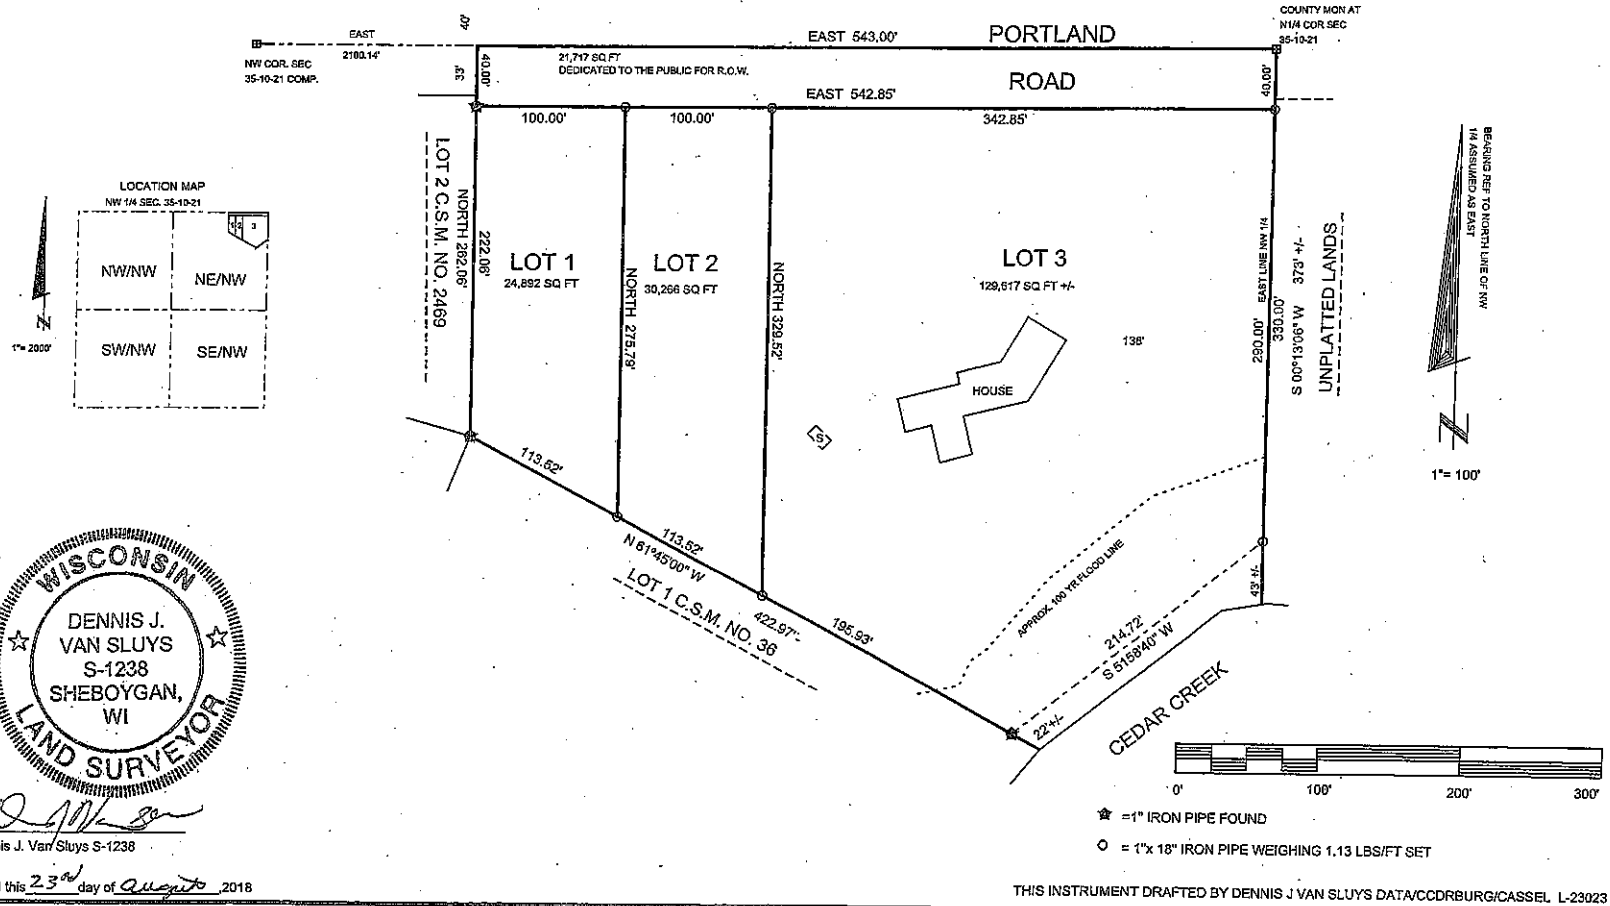 COUNTY MON AT
N1/4 COR SEC
35-10-21
EAST
2100.14'
NW COR. SEC
35-10-21 COMP.
40'
33'
40.00'
EAST 543.00'
PORTLAND
21,717 SQ FT
DEDICATED TO THE PUBLIC FOR R.O.W.
ROAD
40.00'
EAST 542.85'
100.00'
100.00'
342.85'
LOT 2 C.S.M. NO. 2469
NORTH 262.06'
222.06'
LOT 1
24,892 SQ FT
NORTH 275.79'
LOT 2
30,266 SQ FT
NORTH 329.52'
LOT 3
129,617 SQ FT +/-
138'
HOUSE
S
EAST LINE NW 1/4
290.00'
330.00'
S 00°13'06" W 373' +/-
UNPLATTED LANDS
BEARING REF TO NORTH LINE OF NW
1/4 ASSUMED AS EAST
N
1"= 100'
LOCATION MAP
NW 1/4 SEC. 35-10-21
1
2
3
NW/NW
NE/NW
SW/NW
SE/NW
N
1"= 2000'
113.52'
113.52'
N 61°45'00" W
LOT 1 C.S.M. NO. 36
422.97'-
195.93'
APPROX. 100 YR FLOOD LINE
214.72'
S 5158'40" W
43' +/-
22'+/-
CEDAR CREEK
WISCONSIN
DENNIS J.
VAN SLUYS
S-1238
SHEBOYGAN,
WI
LAND SURVEYOR
is J. Van Sluys S-1238
this 23rd day of August, 2018
0'
100'
200'
300'
=1" IRON PIPE FOUND
= 1"x 18" IRON PIPE WEIGHING 1.13 LBS/FT SET
THIS INSTRUMENT DRAFTED BY DENNIS J VAN SLUYS DATA/CCDRBURG/CASSEL L-23023